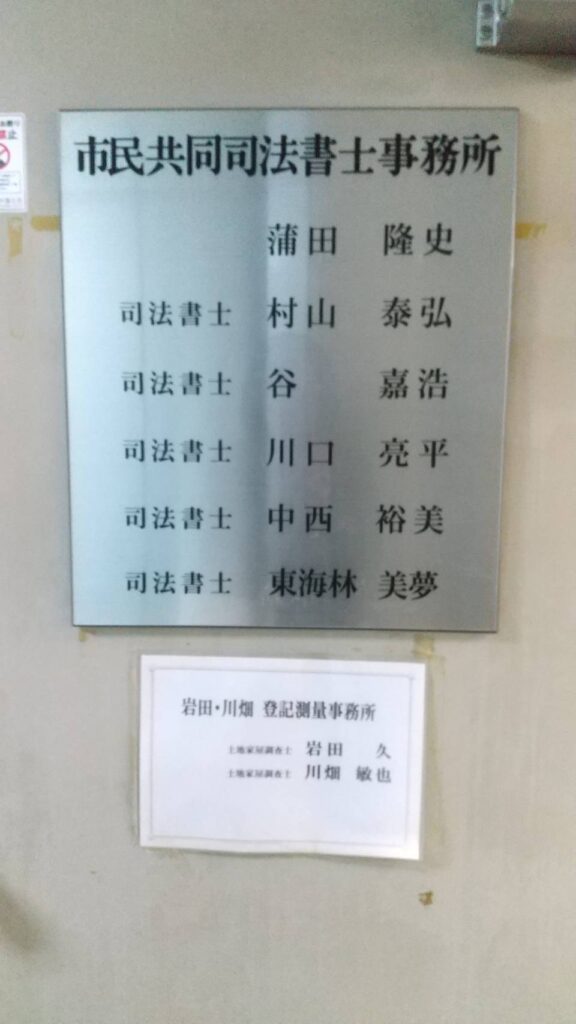 市民共同司法書士事務所
蒲田 隆史
司法書士 村山 泰弘
司法書士 谷 嘉浩
司法書士 川口 亮平
司法書士 中西 裕美
司法書士 東海林 美夢
岩田・川畑 登記測量事務所
土地家屋調査士 岩田 久
土地家屋調査士 川畑 敏也